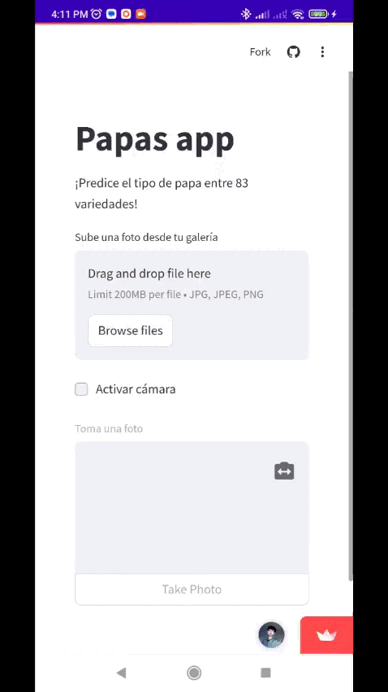 4:11 PM
Fork
Papas app
¡Predice el tipo de papa entre 83
variedades!
Sube una foto desde tu galería
Drag and drop file here
Limit 200MB per file • JPG, JPEG, PNG
Browse files
Activar cámara
Toma una foto
Take Photo